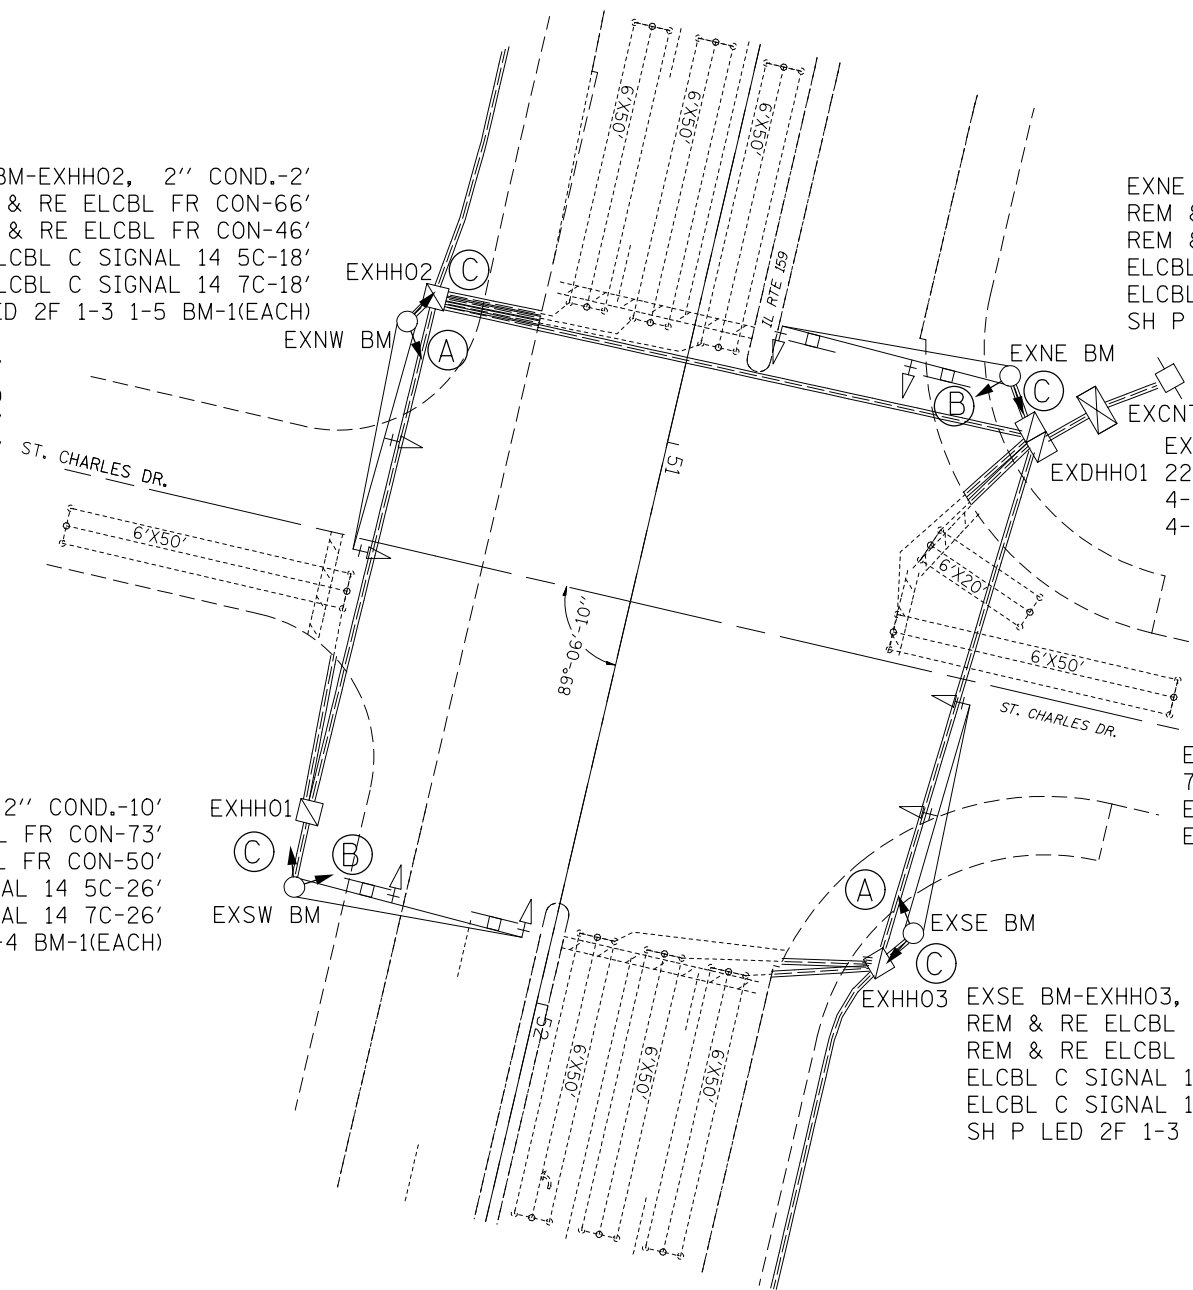 6'X50'
6'X50'
6'X50'
BM-EXHH02, 2'' COND.-2'
& RE ELCBL FR CON-66'
& RE ELCBL FR CON-46'
ELCBL C SIGNAL 14 5C-18'
ELCBL C SIGNAL 14 7C-18'
LED 2F 1-3 1-5 BM-1(EACH)
EXNE
REM &
REM &
ELCBL
ELCBL
SH P
EXHH02
C
IL RTE 159
EXNW BM
A
EXNE BM
B
C
EXCNT
EXDHH01
EX
22
4-
4-
ST. CHARLES DR.
51
6'X50'
6'X20'
89°-06'-10''
6'X50'
ST. CHARLES DR.
E
7
E
E
2'' COND.-10'
L FR CON-73'
L FR CON-50'
NAL 14 5C-26'
NAL 14 7C-26'
-4 BM-1(EACH)
EXHH01
C
B
EXSW BM
A
EXSE BM
C
EXHH03
52
EXSE BM-EXHH03,
REM & RE ELCBL
REM & RE ELCBL
ELCBL C SIGNAL 1
ELCBL C SIGNAL 1
SH P LED 2F 1-3
6'X50'
6'X50'
6'X50'